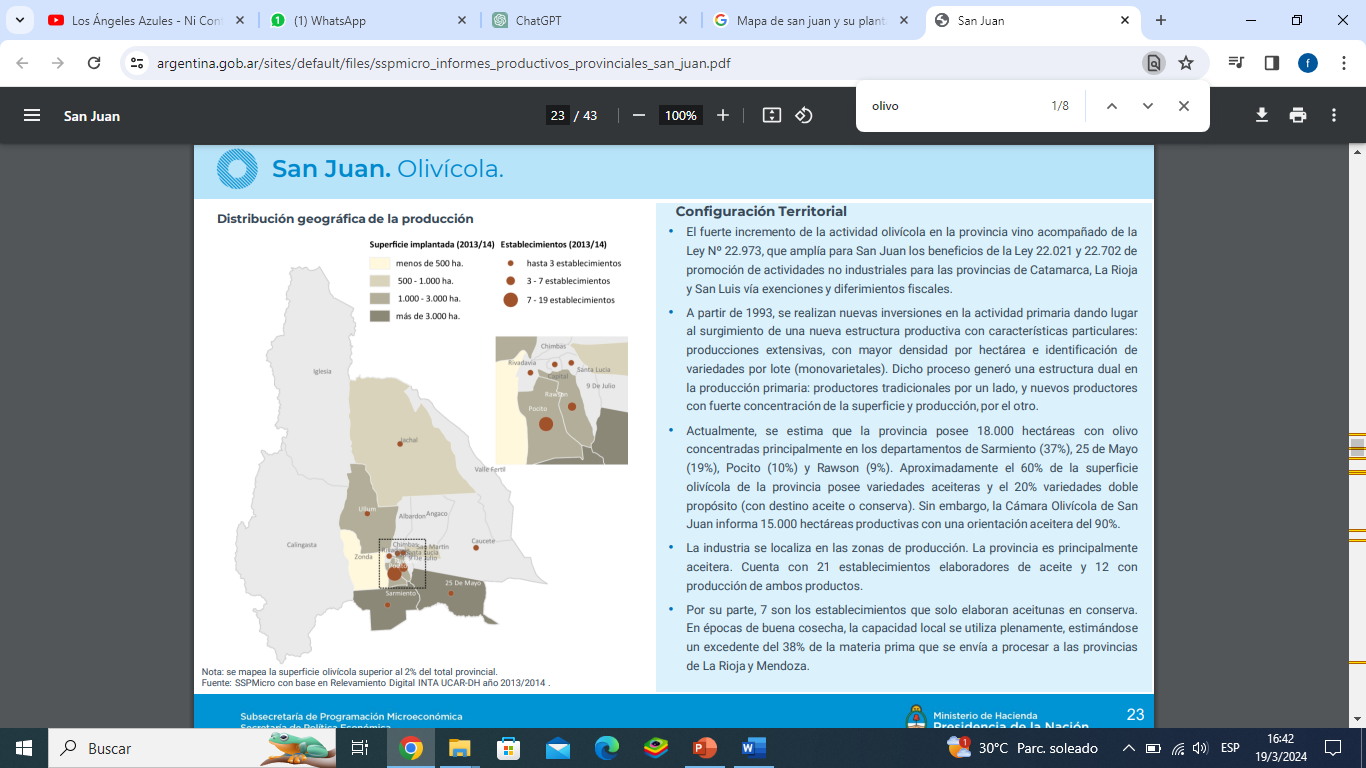 Los Ángeles Azules - Ni Con
(1) WhatsApp
ChatGPT
Mapa de san juan y su plant
San Juan
argentina.gob.ar/sites/default/files/sspmicro_informes_productivos_provinciales_san_juan.pdf
f
olivo
1/8
San Juan
23 / 43
100%
San Juan. Olivícola.
Distribución geográfica de la producción
Superficie implantada (2013/14)
menos de 500 ha.
500 - 1.000 ha.
1.000 - 3.000 ha.
más de 3.000 ha.
Establecimientos (2013/14)
hasta 3 establecimientos
3 - 7 establecimientos
7 - 19 establecimientos
Chimbas
Rivadavia
Santa Lucia
Capital
9 De Julio
Rawson
Pocito
Iglesia
Jachal
Valle Fertil
Ullum
Albardon
Angaco
Calingasta
Zonda
Chimbas
San Martin
Santa Lucia
9 De Julio
Caucete
25 De Mayo
Sarmiento
Nota: se mapea la superficie olivícola superior al 2% del total provincial.
Fuente: SSPMicro con base en Relevamiento Digital INTA UCAR-DH año 2013/2014 .
Configuración Territorial
• El fuerte incremento de la actividad olivícola en la provincia vino acompañado de la
Ley Nº 22.973, que amplía para San Juan los beneficios de la Ley 22.021 y 22.702 de
promoción de actividades no industriales para las provincias de Catamarca, La Rioja
y San Luis vía exenciones y diferimientos fiscales.
• A partir de 1993, se realizan nuevas inversiones en la actividad primaria dando lugar
al surgimiento de una nueva estructura productiva con características particulares:
producciones extensivas, con mayor densidad por hectárea e identificación de
variedades por lote (monovarietales). Dicho proceso generó una estructura dual en
la producción primaria: productores tradicionales por un lado, y nuevos productores
con fuerte concentración de la superficie y producción, por el otro.
• Actualmente, se estima que la provincia posee 18.000 hectáreas con olivo
concentradas principalmente en los departamentos de Sarmiento (37%), 25 de Mayo
(19%), Pocito (10%) y Rawson (9%). Aproximadamente el 60% de la superficie
olivícola de la provincia posee variedades aceiteras y el 20% variedades doble
propósito (con destino aceite o conserva). Sin embargo, la Cámara Olivícola de San
Juan informa 15.000 hectáreas productivas con una orientación aceitera del 90%.
• La industria se localiza en las zonas de producción. La provincia es principalmente
aceitera. Cuenta con 21 establecimientos elaboradores de aceite y 12 con
producción de ambos productos.
• Por su parte, 7 son los establecimientos que solo elaboran aceitunas en conserva.
En épocas de buena cosecha, la capacidad local se utiliza plenamente, estimándose
un excedente del 38% de la materia prima que se envía a procesar a las provincias
de La Rioja y Mendoza.
Subsecretaría de Programación Microeconómica
Secretaría de Política Económica
Ministerio de Hacienda
Presidencia de la Nación
23
Buscar
1
30°C Parc. soleado
ESP
16:42
19/3/2024